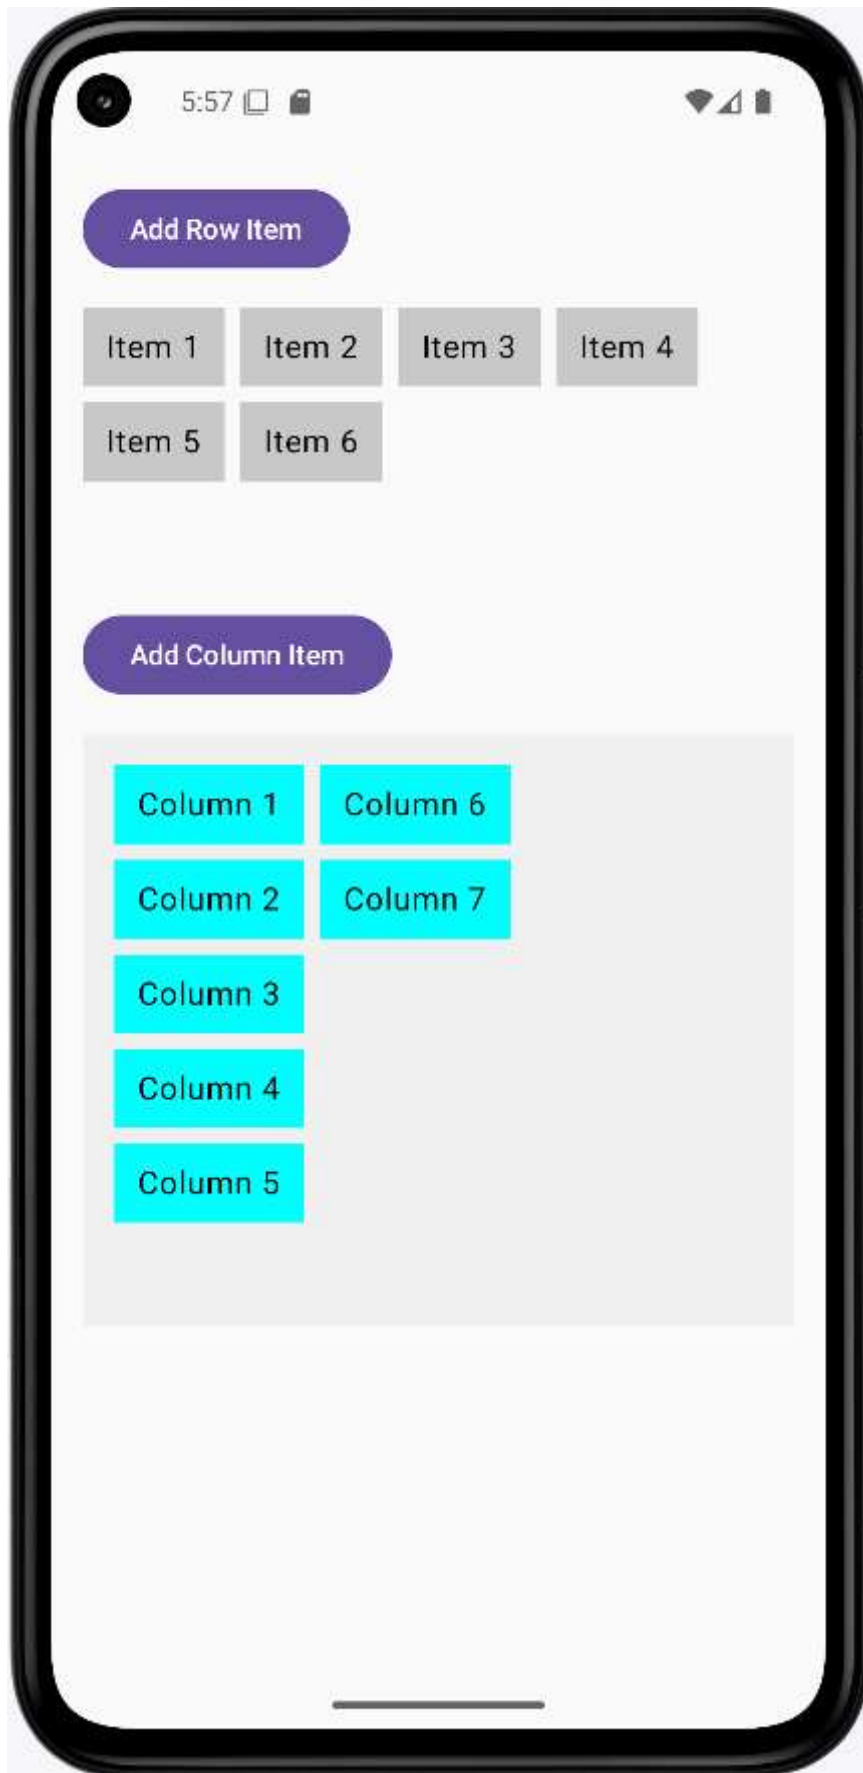 5:57
Add Row Item
Item 1 Item 2 Item 3 Item 4
Item 5 Item 6
Add Column Item
Column 1 Column 6
Column 2 Column 7
Column 3
Column 4
Column 5